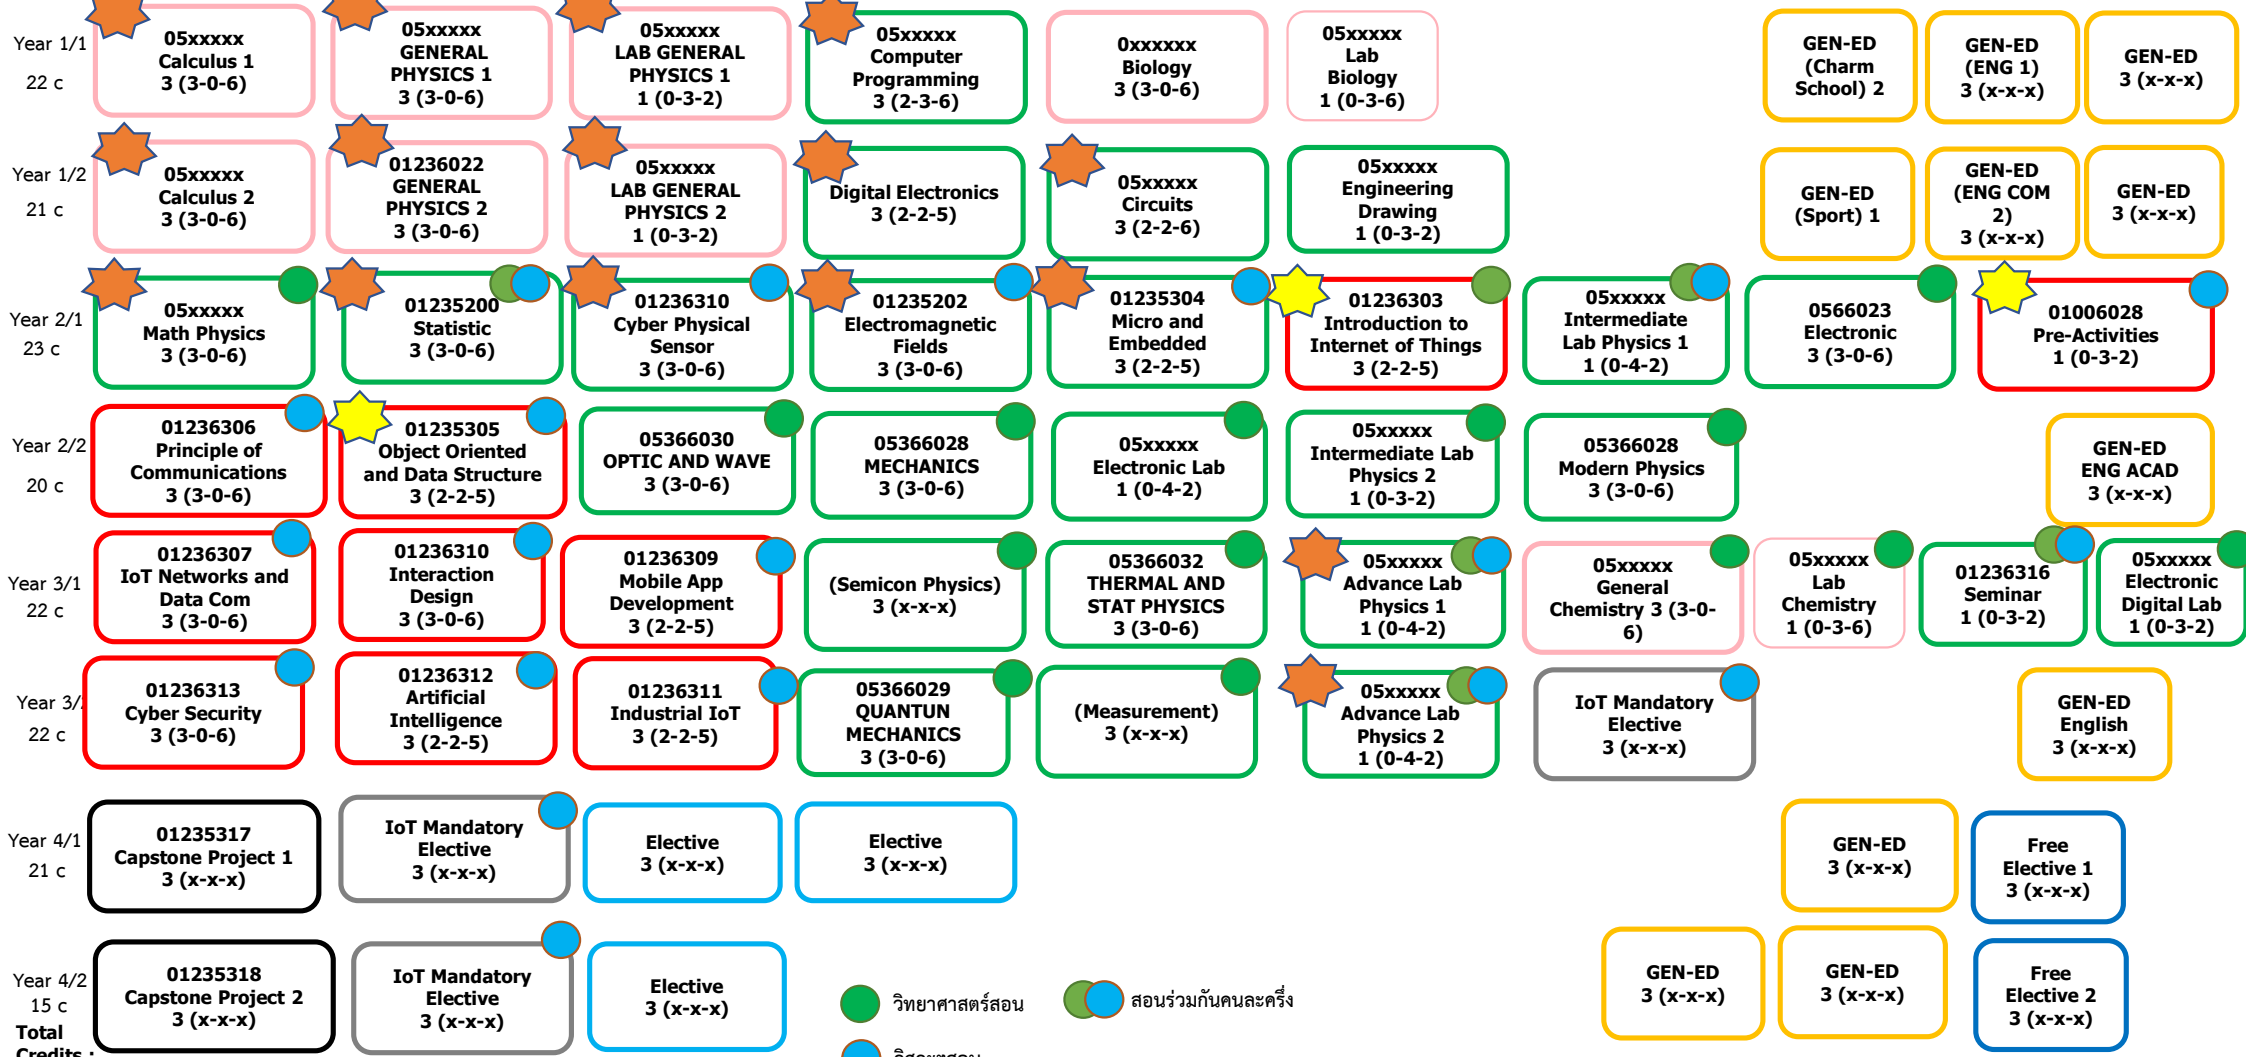 Year 1/1
22 c
05xxxxx
Calculus 1
3 (3-0-6)
05xxxxx
GENERAL
PHYSICS 1
3 (3-0-6)
05xxxxx
LAB GENERAL
PHYSICS 1
1 (0-3-2)
05xxxxx
Computer
Programming
3 (2-3-6)
0xxxxxx
Biology
3 (3-0-6)
05xxxxx
Lab
Biology
1 (0-3-6)
GEN-ED
(Charm
School) 2
GEN-ED
(ENG 1)
3 (x-x-x)
GEN-ED
3 (x-x-x)
Year 1/2
21 c
05xxxxx
Calculus 2
3 (3-0-6)
01236022
GENERAL
PHYSICS 2
3 (3-0-6)
05xxxxx
LAB GENERAL
PHYSICS 2
1 (0-3-2)
Digital Electronics
3 (2-2-5)
05xxxxx
Circuits
3 (2-2-6)
05xxxxx
Engineering
Drawing
1 (0-3-2)
GEN-ED
(Sport) 1
GEN-ED
(ENG COM
2)
3 (x-x-x)
GEN-ED
3 (x-x-x)
Year 2/1
23 c
05xxxxx
Math Physics
3 (3-0-6)
01235200
Statistic
3 (3-0-6)
01236310
Cyber Physical
Sensor
3 (3-0-6)
01235202
Electromagnetic
Fields
3 (3-0-6)
01235304
Micro and
Embedded
3 (2-2-5)
01236303
Introduction to
Internet of Things
3 (2-2-5)
05xxxxx
Intermediate
Lab Physics 1
1 (0-4-2)
0566023
Electronic
3 (3-0-6)
01006028
Pre-Activities
1 (0-3-2)
Year 2/2
20 c
01236306
Principle of
Communications
3 (3-0-6)
01235305
Object Oriented
and Data Structure
3 (2-2-5)
05366030
OPTIC AND WAVE
3 (3-0-6)
05366028
MECHANICS
3 (3-0-6)
05xxxxx
Electronic Lab
1 (0-4-2)
05xxxxx
Intermediate Lab
Physics 2
1 (0-3-2)
05366028
Modern Physics
3 (3-0-6)
GEN-ED
ENG ACAD
3 (x-x-x)
Year 3/1
22 c
01236307
IoT Networks and
Data Com
3 (3-0-6)
01236310
Interaction
Design
3 (3-0-6)
01236309
Mobile App
Development
3 (2-2-5)
(Semicon Physics)
3 (x-x-x)
05366032
THERMAL AND
STAT PHYSICS
3 (3-0-6)
05xxxxx
Advance Lab
Physics 1
1 (0-4-2)
05xxxxx
General
Chemistry 3 (3-0-
6)
05xxxxx
Lab
Chemistry
1 (0-3-6)
01236316
Seminar
1 (0-3-2)
05xxxxx
Electronic
Digital Lab
1 (0-3-2)
Year 3/
22 c
01236313
Cyber Security
3 (3-0-6)
01236312
Artificial
Intelligence
3 (2-2-5)
01236311
Industrial IoT
3 (2-2-5)
05366029
QUANTUN
MECHANICS
3 (3-0-6)
(Measurement)
3 (x-x-x)
05xxxxx
Advance Lab
Physics 2
1 (0-4-2)
IoT Mandatory
Elective
3 (x-x-x)
GEN-ED
English
3 (x-x-x)
Year 4/1
21 c
01235317
Capstone Project 1
3 (x-x-x)
IoT Mandatory
Elective
3 (x-x-x)
Elective
3 (x-x-x)
Elective
3 (x-x-x)
GEN-ED
3 (x-x-x)
Free
Elective 1
3 (x-x-x)
Year 4/2
15 c
01235318
Capstone Project 2
3 (x-x-x)
IoT Mandatory
Elective
3 (x-x-x)
Elective
3 (x-x-x)
GEN-ED
3 (x-x-x)
GEN-ED
3 (x-x-x)
Free
Elective 2
3 (x-x-x)
วิทยาศาสตร์สอน
สอนร่วมกันคนละครึ่ง
Total
Credits :